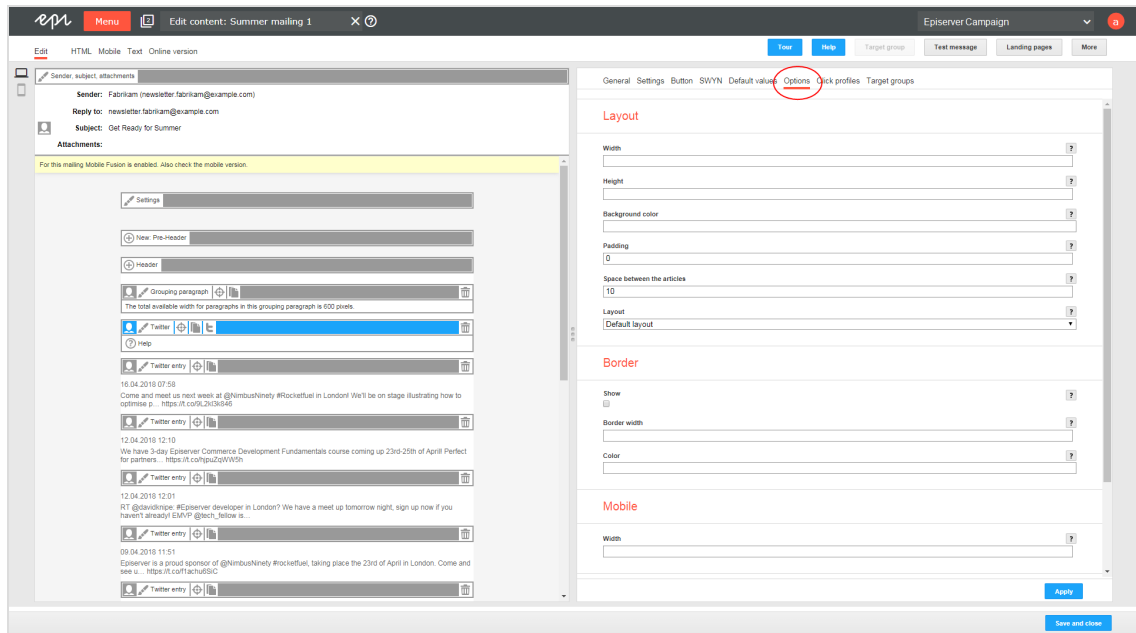 epi Menu 2 Edit content: Summer mailing 1 Episerver Campaign a
Edit HTML Mobile Text Online version Tour Help Target group Text message Landing pages More
Sender, subject, attachments
Sender: Fabrikam (newsletter.fabrikam@example.com)
Reply to: newsletter.fabrikam@example.com
Subject: Get Ready for Summer
Attachments:
For this mailing Mobile Fusion is enabled. Also check the mobile version.
Settings
New: Pre-Header
Header
Grouping paragraph
The total available width for paragraphs in this grouping paragraph is 600 pixels.
Twitter
Help
Twitter entry
16.04.2018 07:58
Come and meet us next week at @NimbusNinety #Rocketfuel in London! We'll be on stage illustrating how to
optimise p... https://t.co/9L2kI3k846
Twitter entry
12.04.2018 12:10
We have 3-day Episerver Commerce Development Fundamentals course coming up 23rd-25th of April! Perfect
for partners... https://t.co/hjpuZqWW5h
Twitter entry
12.04.2018 12:01
RT @davidknipe: #Episerver developer in London? We have a meet up tomorrow night, sign up now if you
haven't already! EMVP @tech_fellow is...
Twitter entry
09.04.2018 11:51
Episerver is a proud sponsor of @NimbusNinety #rocketfuel, taking place the 23rd of April in London. Come and
see u... https://t.co/f1achu6SiC
Twitter entry
General Settings Button SWYN Default values Options Click profiles Target groups
Layout
Width ?
Height ?
Background color ?
Padding ?
0
Space between the articles ?
10
Layout ?
Default layout
Border
Show ?
Border width ?
Color ?
Mobile
Width ?
Apply
Save and close